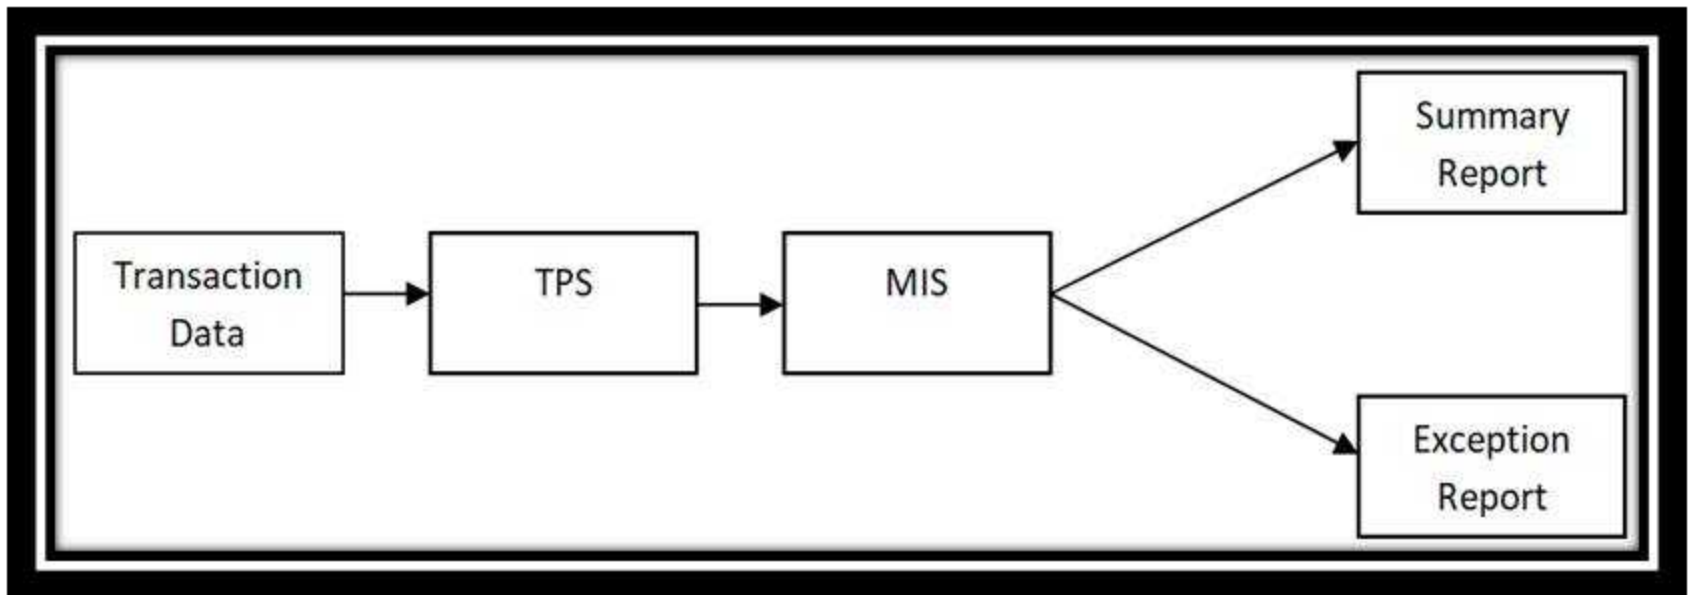 Transaction
Data
TPS
MIS
Summary
Report
Exception
Report